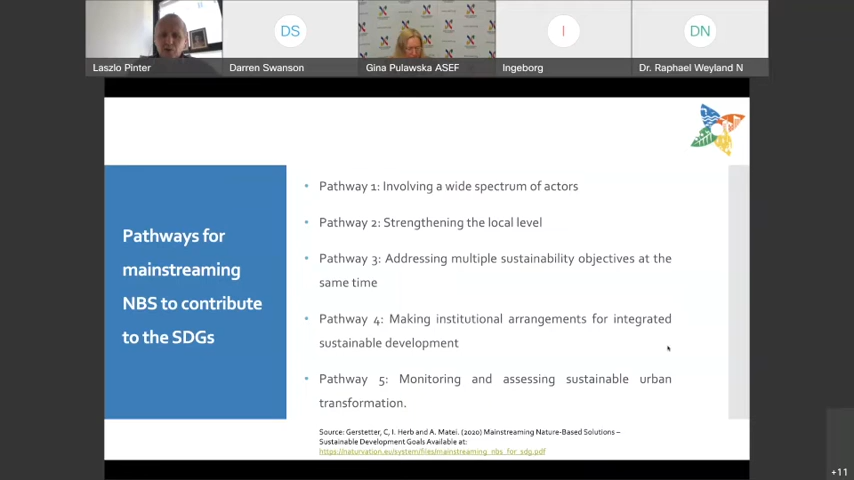 DS
I
DN
Laszlo Pinter
Darren Swanson
Gina Pulawska ASEF
Ingeborg
Dr. Raphael Weyland N
Pathways for
mainstreaming
NBS to contribute
to the SDGs
• Pathway 1: Involving a wide spectrum of actors
• Pathway 2: Strengthening the local level
• Pathway 3: Addressing multiple sustainability objectives at the
same time
• Pathway 4: Making institutional arrangements for integrated
sustainable development
• Pathway 5: Monitoring and assessing sustainable urban
transformation.
Source: Gerstetter, C, I. Herb and A. Matei. (2020) Mainstreaming Nature-Based Solutions –
Sustainable Development Goals Available at:
https://naturvation.eu/system/files/mainstreaming_nbs_for_sdg.pdf
+11